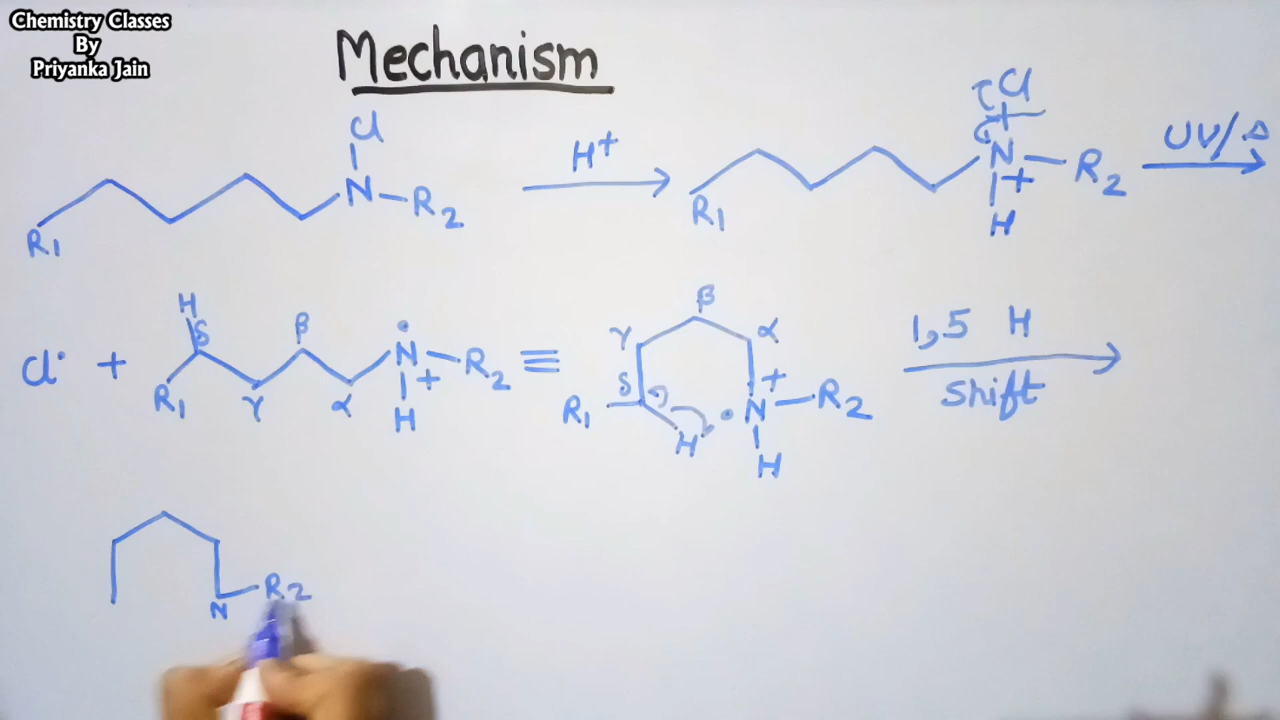 Chemistry Classes
By
Priyanka Jain
Mechanism
Cl
N R2
R1
H+
Cl
N R2
+
H
R1
UV/Δ
Cl• + H
δ β •
N R2
+
H
R1 γ α
≡
β
γ α
δ +
R1 H • N R2
H
1,5 H
Shift
N R2